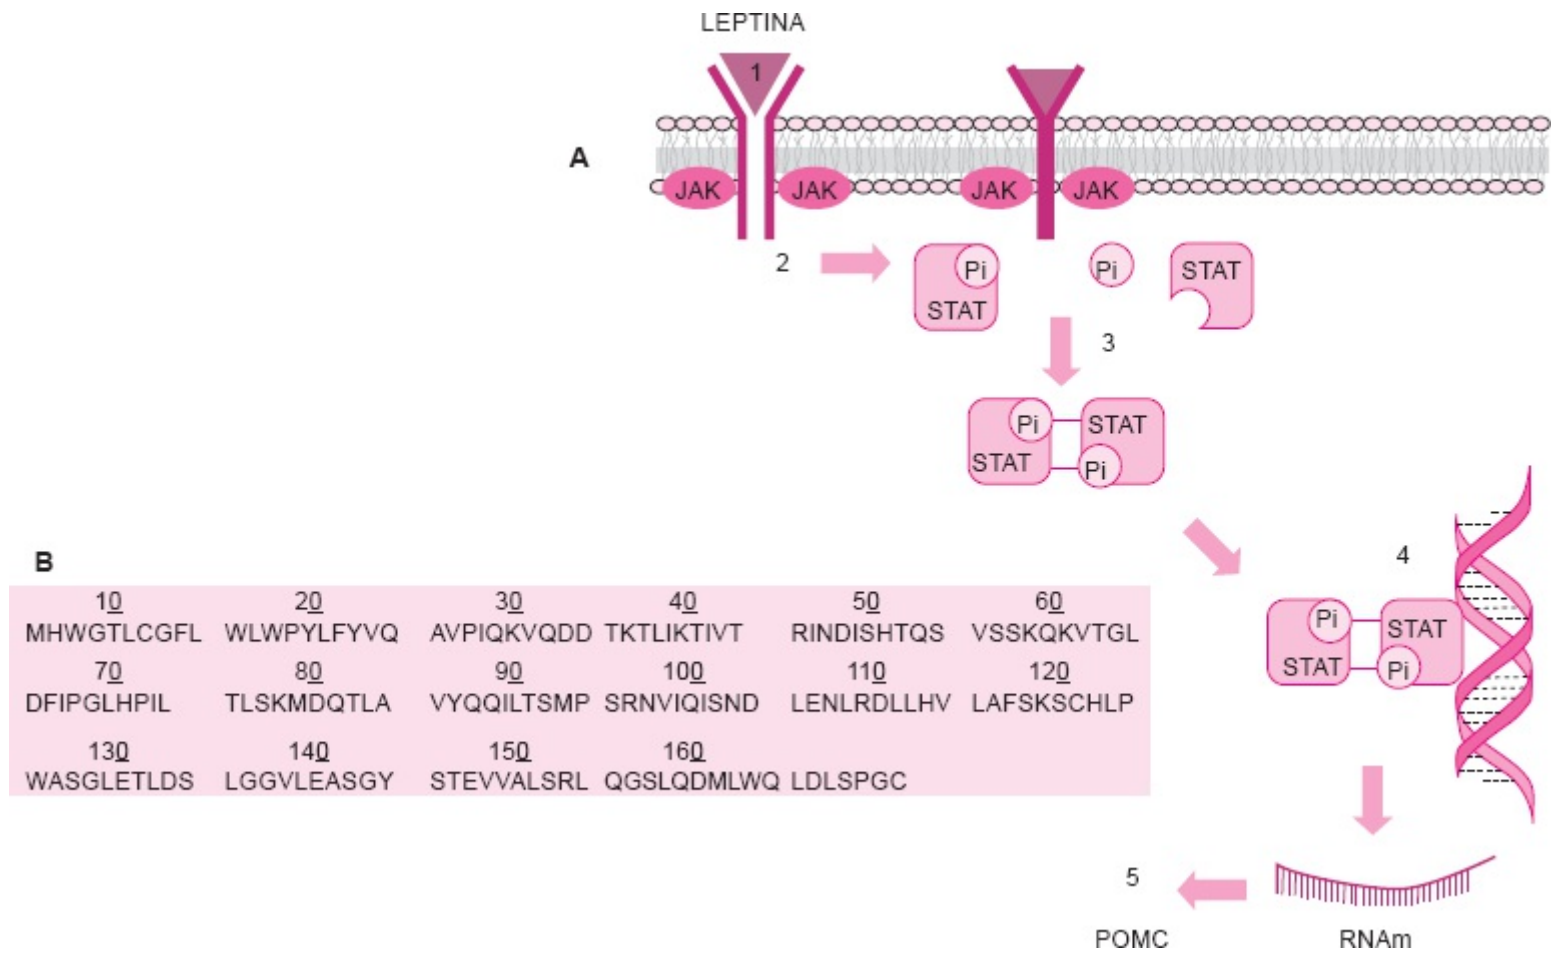 LEPTINA
1
A
JAK JAK JAK JAK
2 Pi Pi STAT
STAT
3
Pi STAT
STAT Pi
4
B
10 20 30 40 50 60
MHWGTLCGFL WLWPYLFYVQ AVPIQKVQDD TKTLIKTIVT RINDISHTQS VSSKQKVTGL
70 80 90 100 110 120
DFIPGLHPIL TLSKMDQTLA VYQQILTSMP SRNVIQISND LENLRDLLHV LAFSKSCHLP
130 140 150 160
WASGLETLDS LGGVLEASGY STEVVALSRL QGSLQDMLWQ LDLSPGC
Pi STAT
STAT Pi
5
POMC RNAm